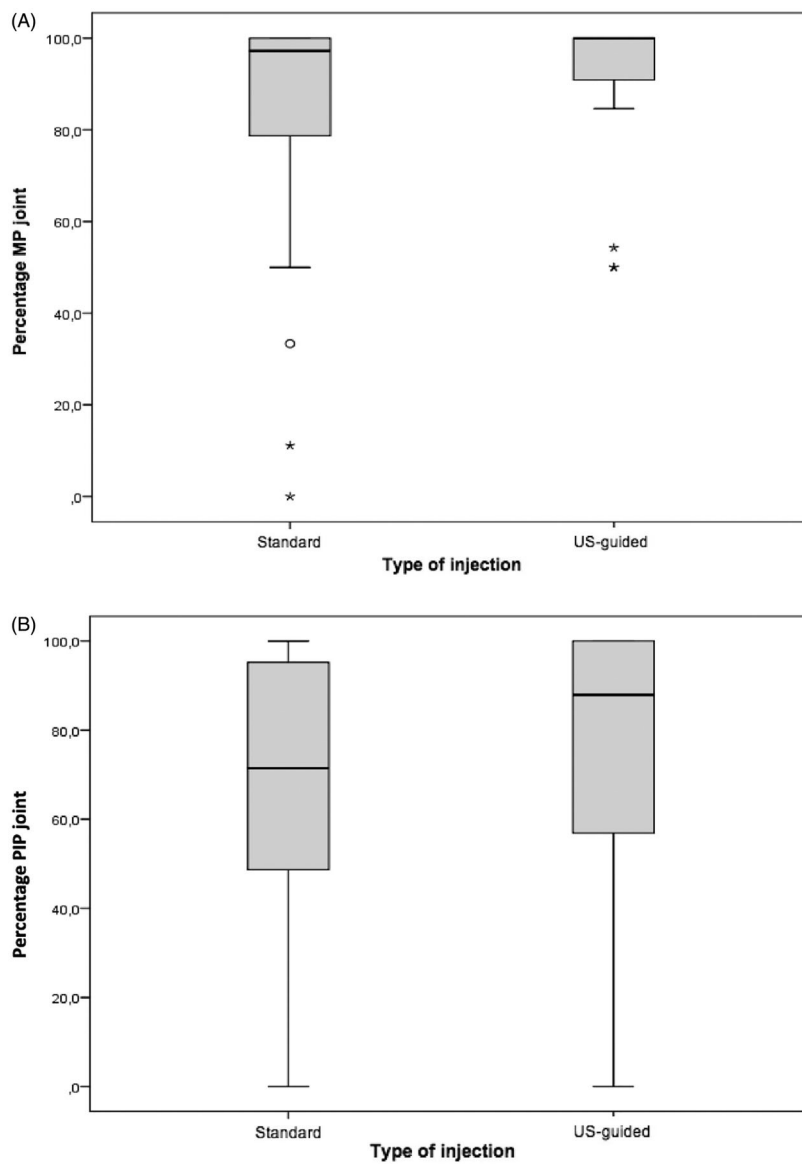 (A)
Percentage MP joint
100,0
80,0
60,0
40,0
20,0
,0
Standard
US-guided
Type of injection
(B)
Percentage PIP joint
100,0
80,0
60,0
40,0
20,0
,0
Standard
US-guided
Type of injection